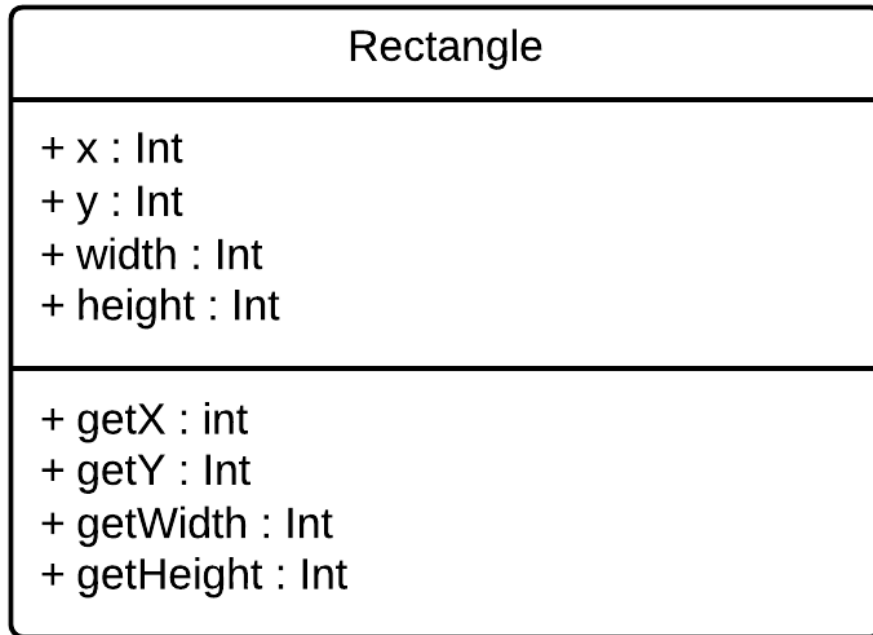 Rectangle
+ x : Int
+ y : Int
+ width : Int
+ height : Int
+ getX : int
+ getY : Int
+ getWidth : Int
+ getHeight : Int